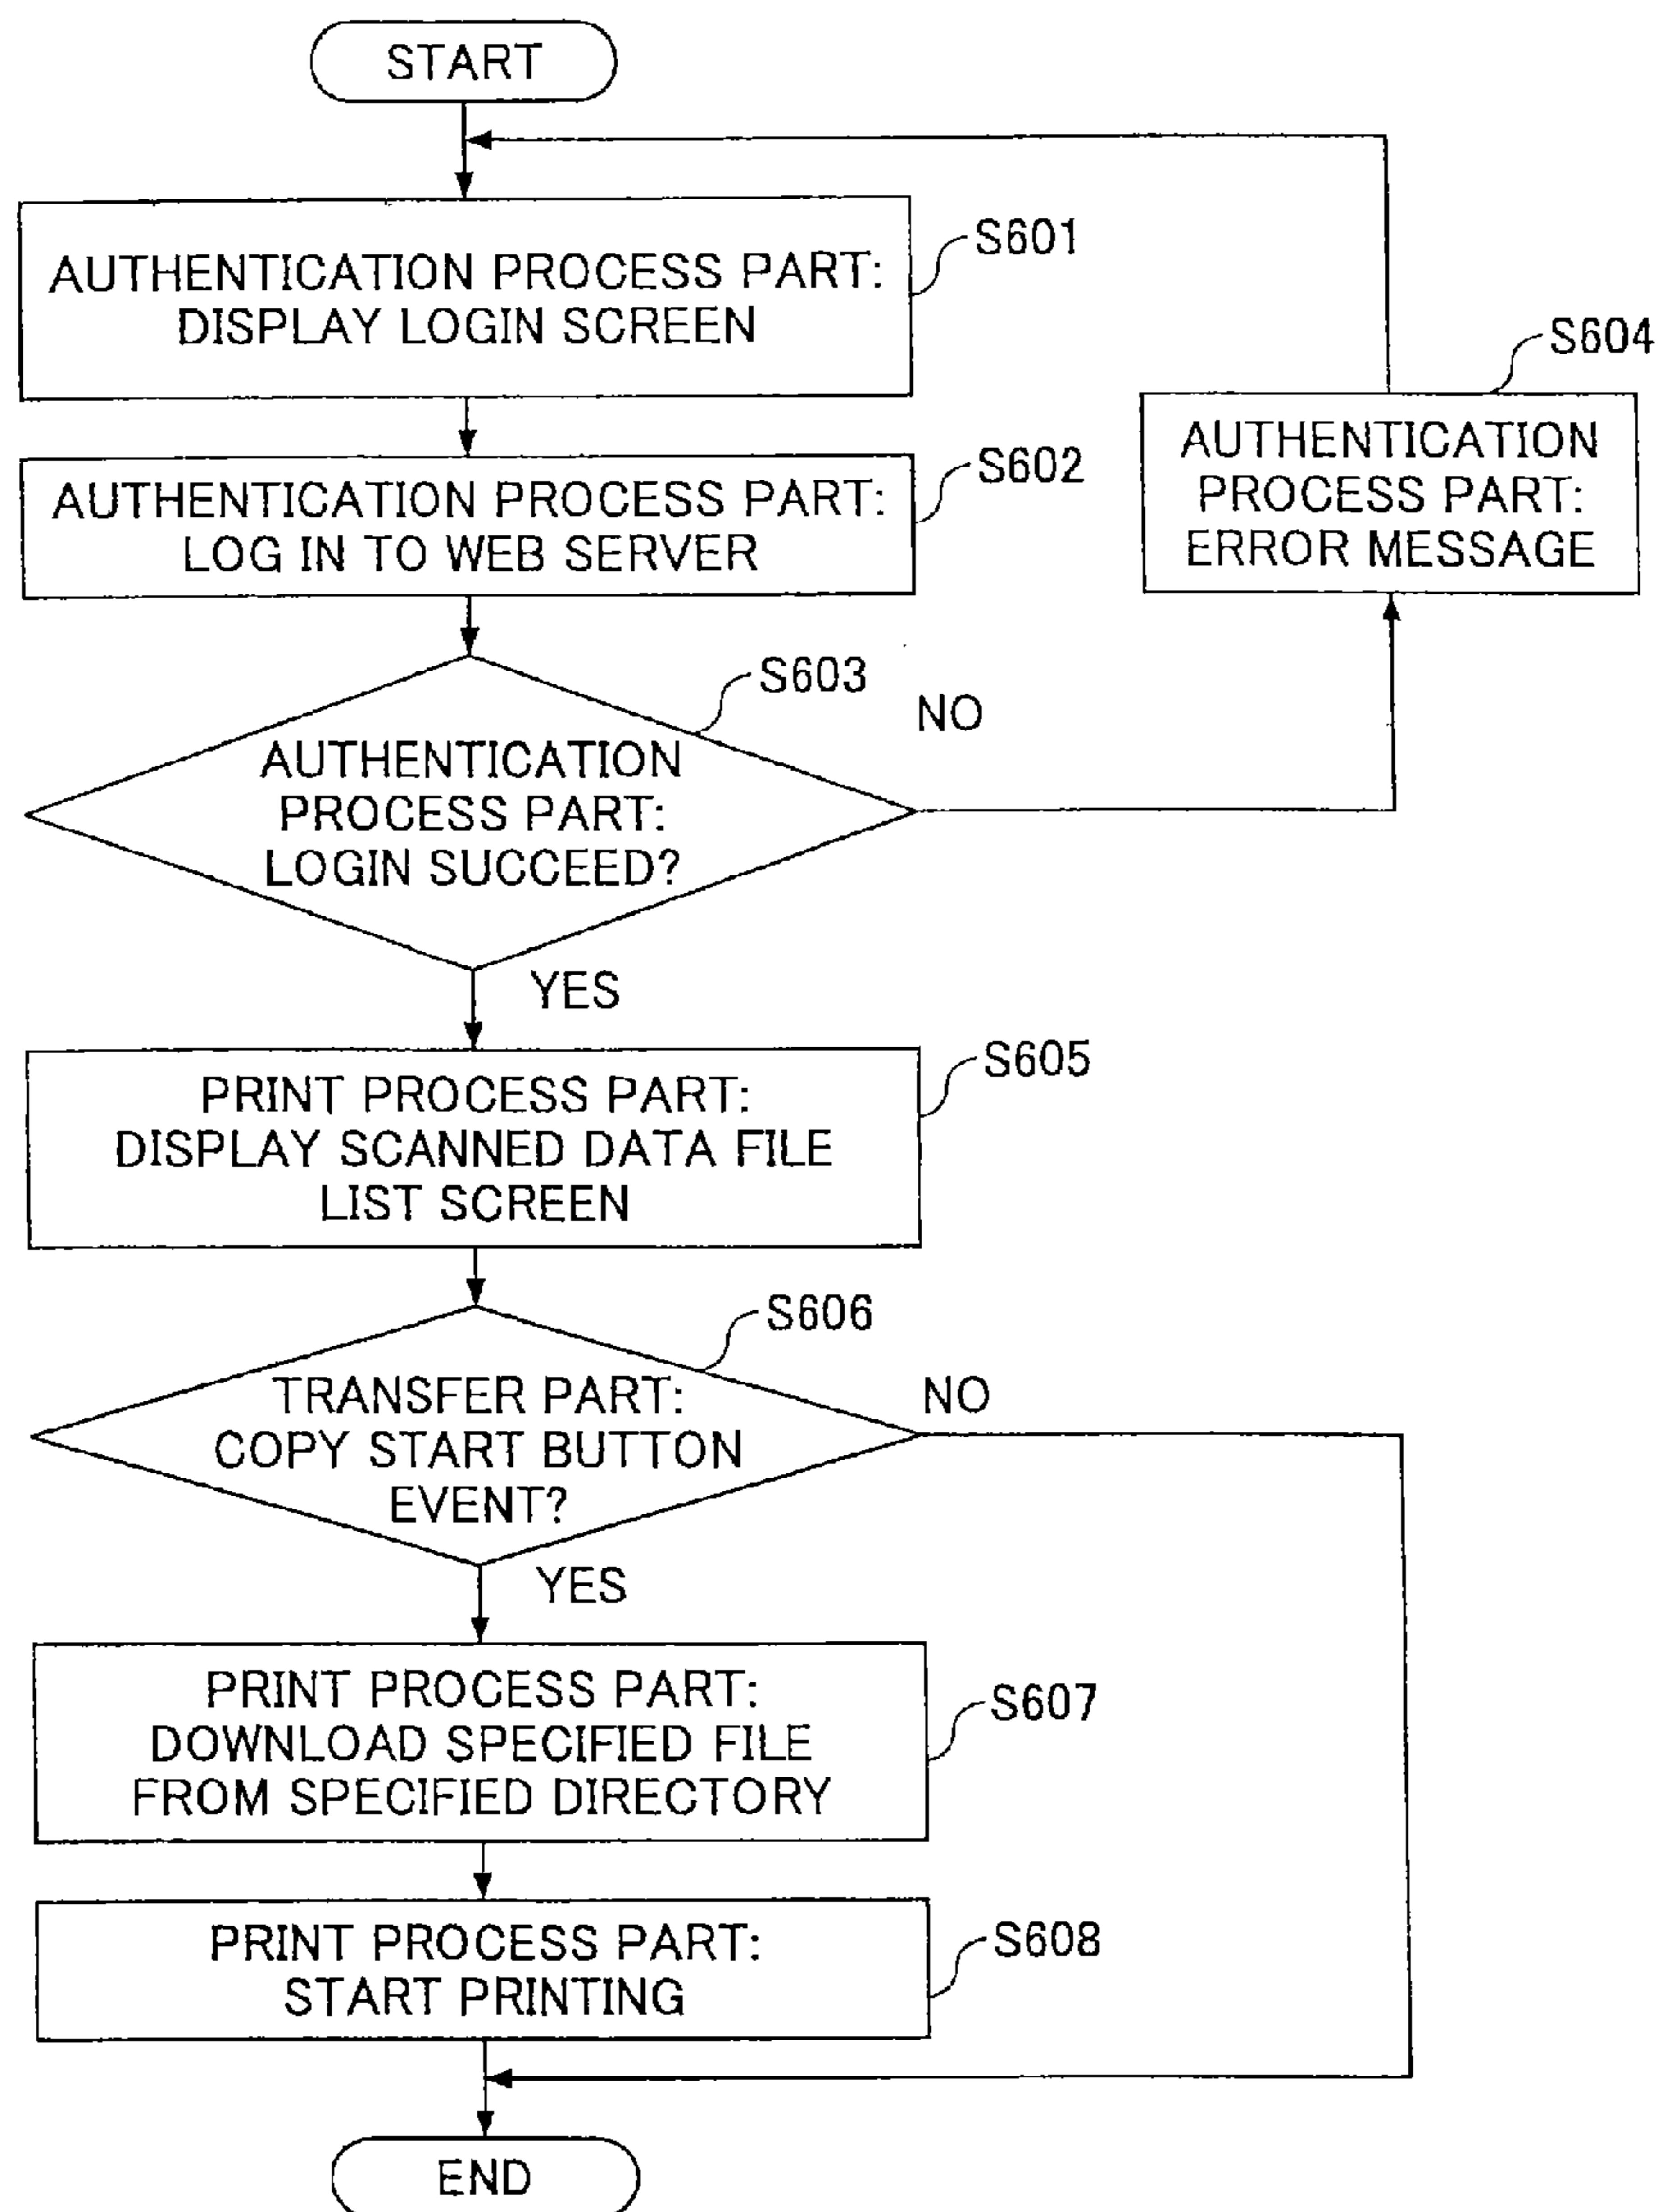 START
AUTHENTICATION PROCESS PART:
DISPLAY LOGIN SCREEN
S601
AUTHENTICATION PROCESS PART:
LOG IN TO WEB SERVER
S602
AUTHENTICATION
PROCESS PART:
LOGIN SUCCEED?
S603
NO
AUTHENTICATION
PROCESS PART:
ERROR MESSAGE
S604
YES
PRINT PROCESS PART:
DISPLAY SCANNED DATA FILE
LIST SCREEN
S605
TRANSFER PART:
COPY START BUTTON
EVENT?
S606
NO
YES
PRINT PROCESS PART:
DOWNLOAD SPECIFIED FILE
FROM SPECIFIED DIRECTORY
S607
PRINT PROCESS PART:
START PRINTING
S608
END